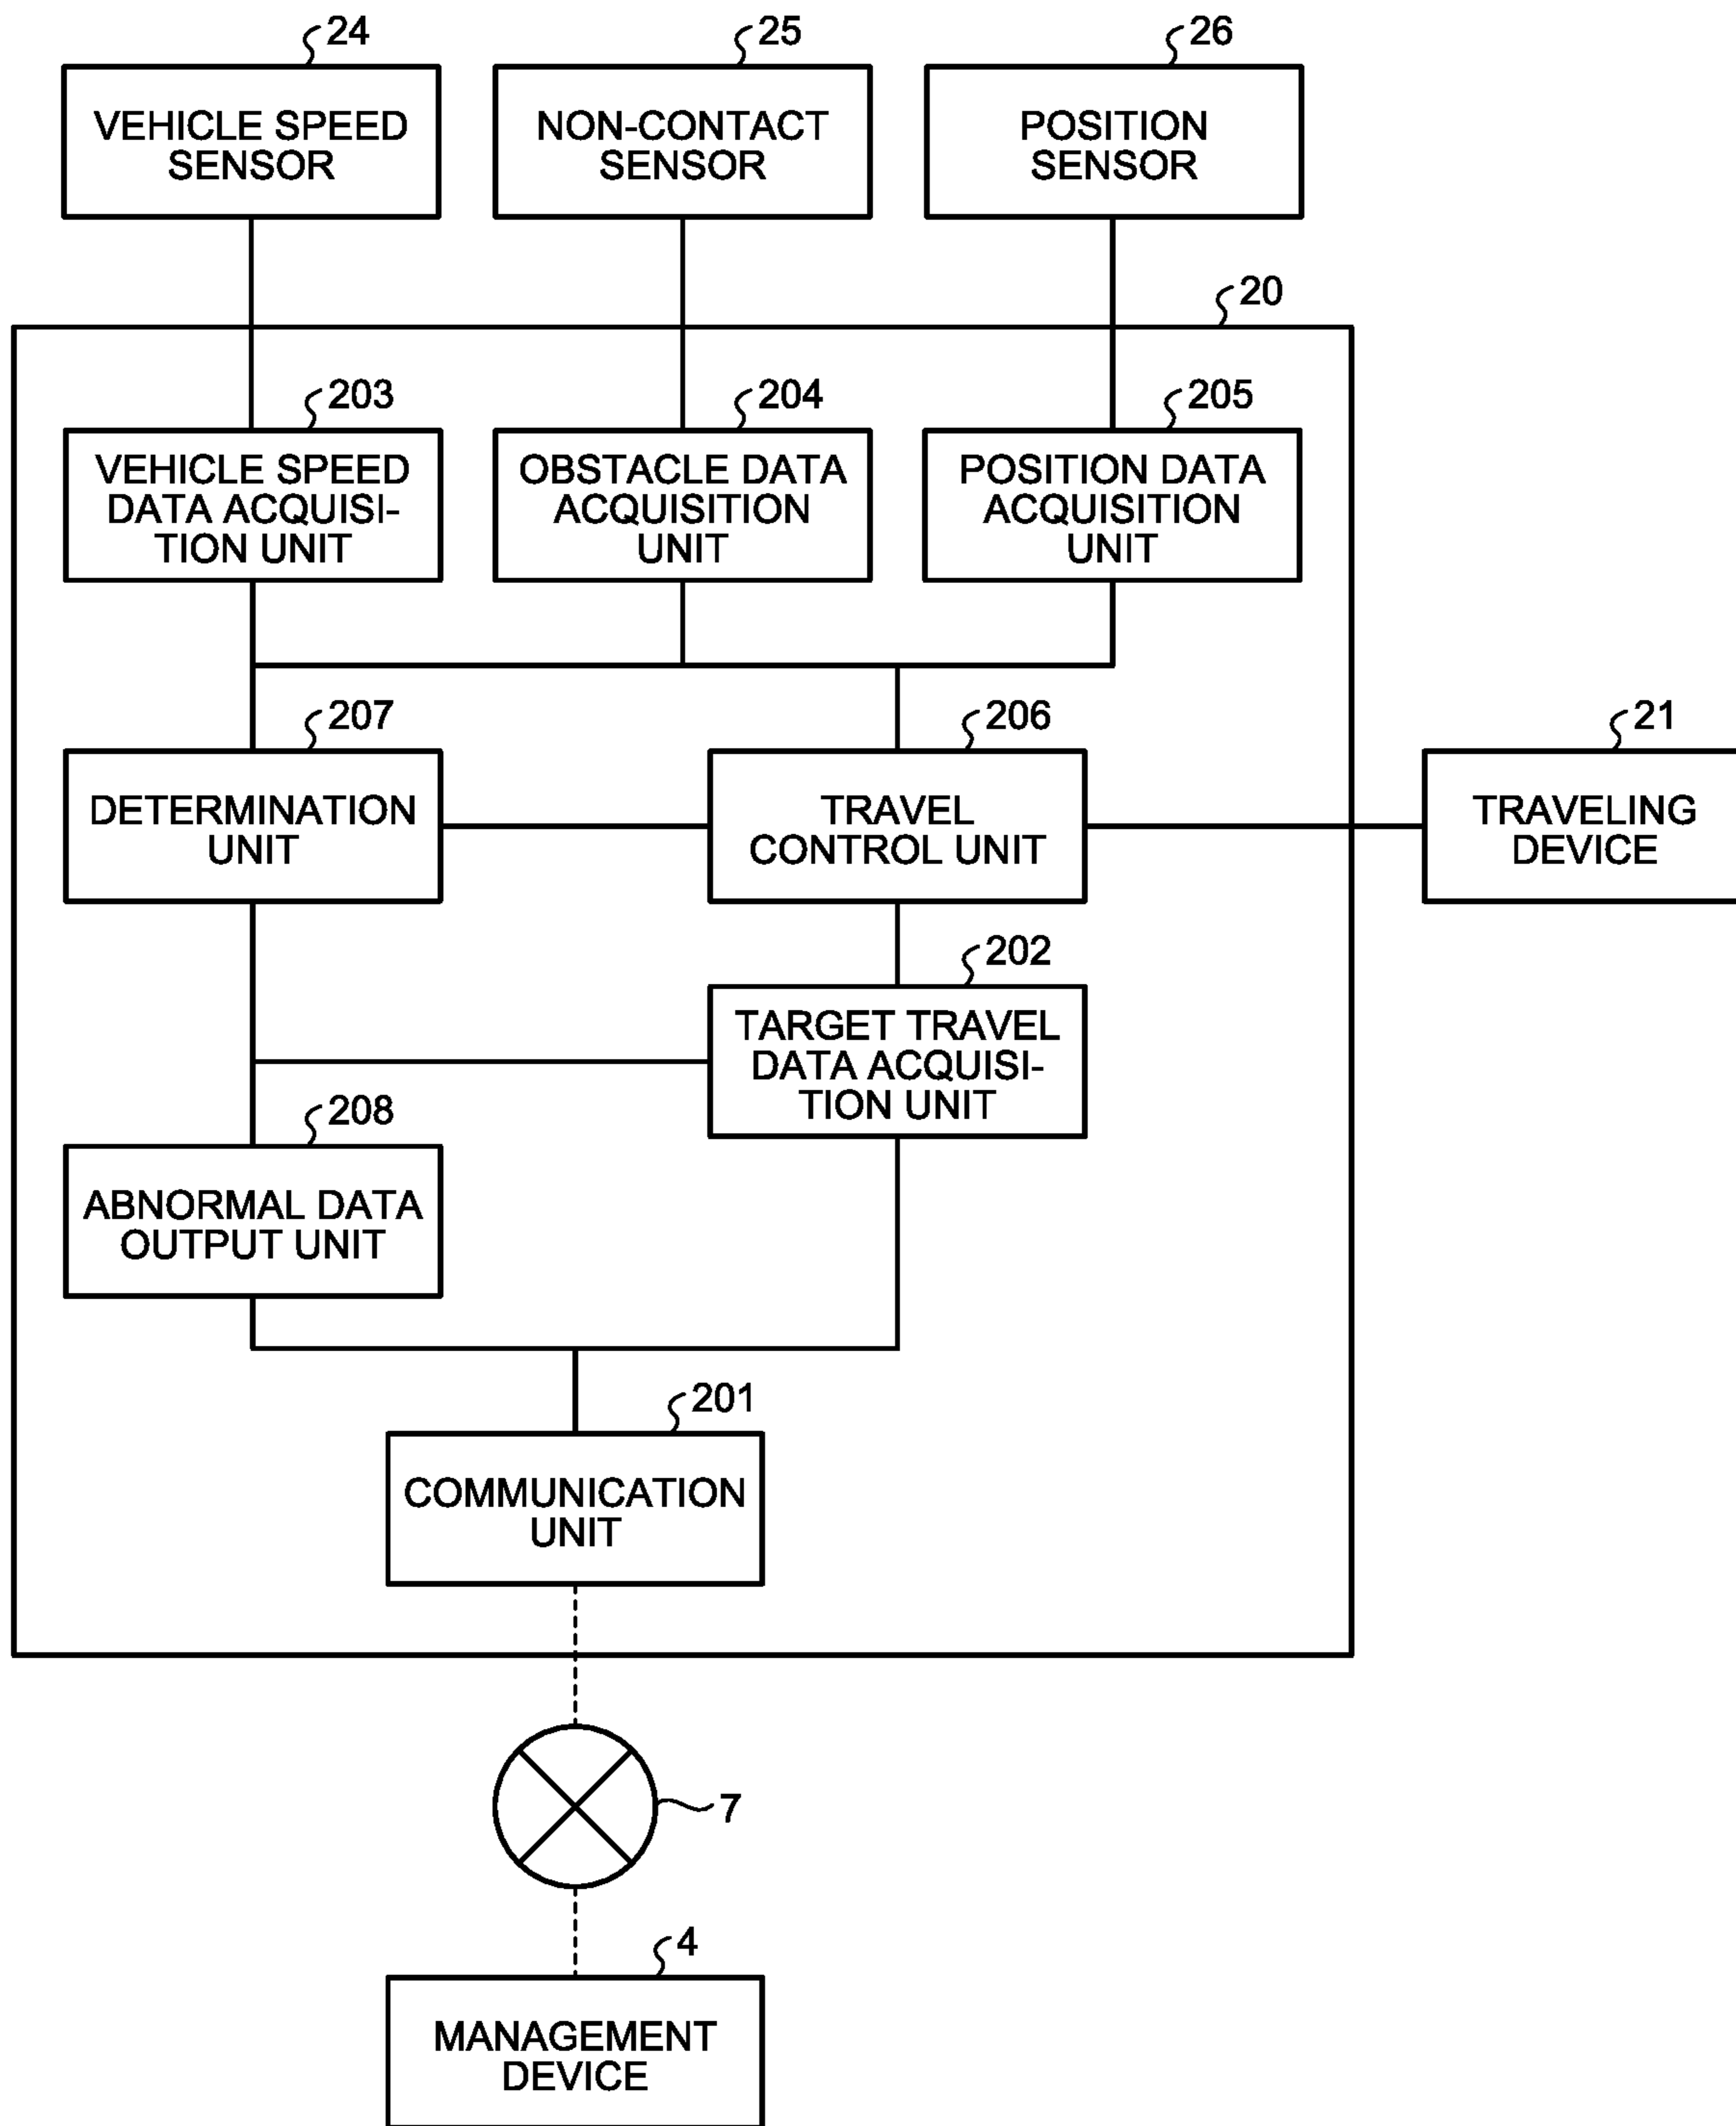 24
25
26
VEHICLE SPEED
SENSOR
NON-CONTACT
SENSOR
POSITION
SENSOR
20
203
204
205
VEHICLE SPEED
DATA ACQUISI-
TION UNIT
OBSTACLE DATA
ACQUISITION
UNIT
POSITION DATA
ACQUISITION
UNIT
207
206
21
DETERMINATION
UNIT
TRAVEL
CONTROL UNIT
TRAVELING
DEVICE
202
TARGET TRAVEL
DATA ACQUISI-
TION UNIT
208
ABNORMAL DATA
OUTPUT UNIT
201
COMMUNICATION
UNIT
7
4
MANAGEMENT
DEVICE